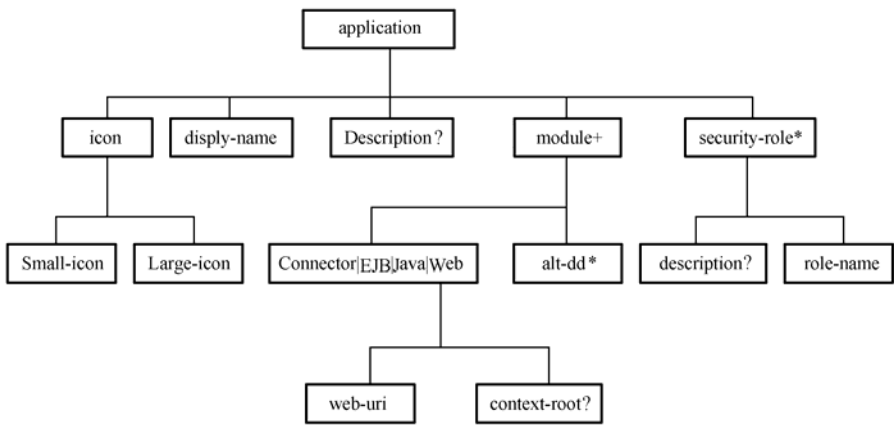 application
icon
disply-name
Description?
module+
security-role*
Small-icon
Large-icon
Connector|EJB|Java|Web
alt-dd*
description?
role-name
web-uri
context-root?